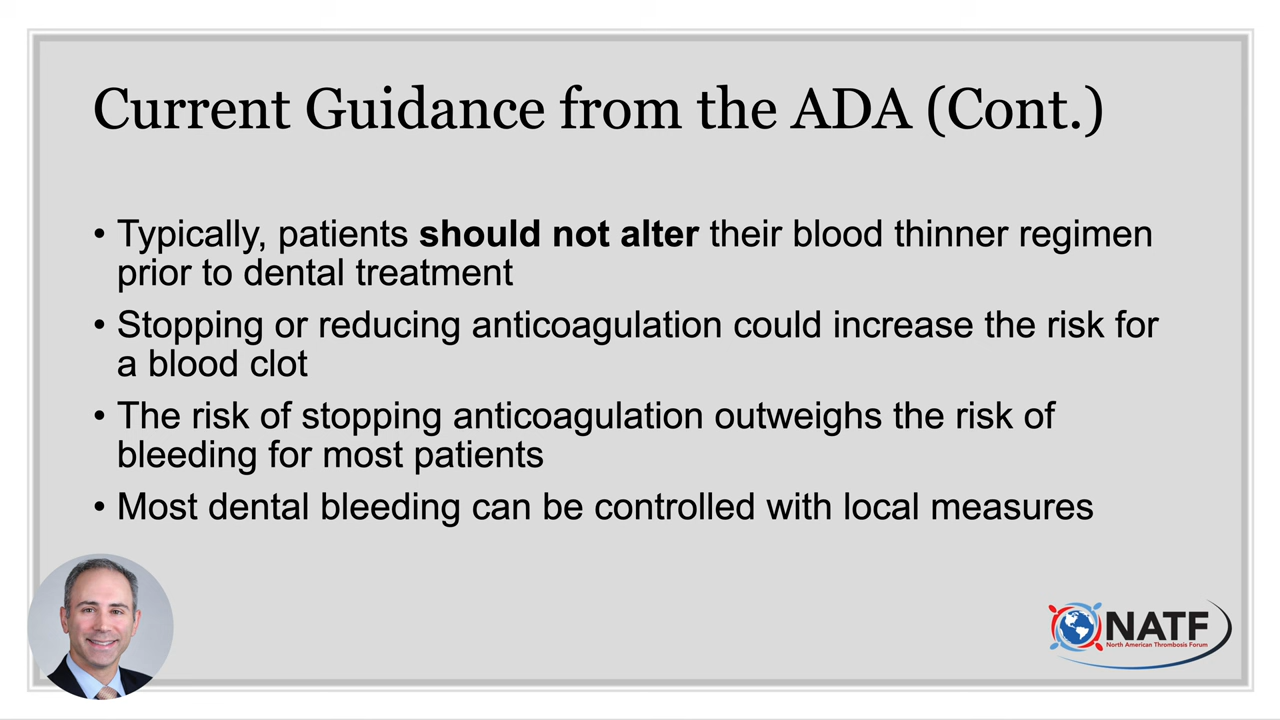 Current Guidance from the ADA (Cont.)
• Typically, patients should not alter their blood thinner regimen
prior to dental treatment
• Stopping or reducing anticoagulation could increase the risk for
a blood clot
• The risk of stopping anticoagulation outweighs the risk of
bleeding for most patients
• Most dental bleeding can be controlled with local measures
NATF
North American Thrombosis Forum